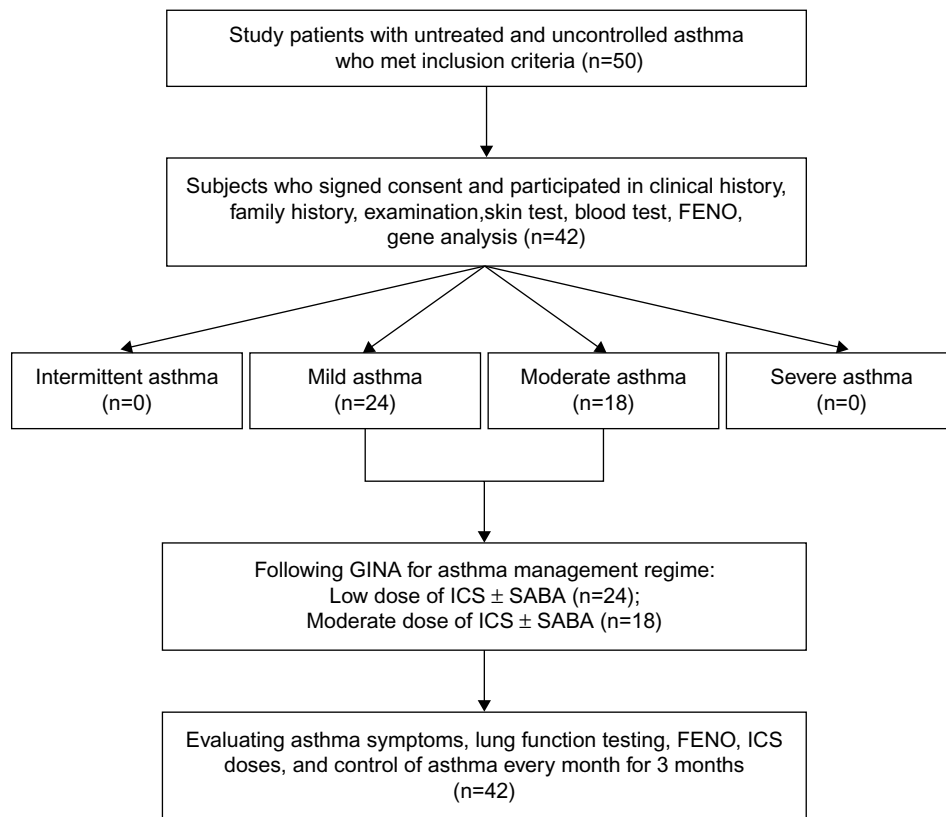 Study patients with untreated and uncontrolled asthma
who met inclusion criteria (n=50)
Subjects who signed consent and participated in clinical history,
family history, examination,skin test, blood test, FENO,
gene analysis (n=42)
Intermittent asthma
(n=0)
Mild asthma
(n=24)
Moderate asthma
(n=18)
Severe asthma
(n=0)
Following GINA for asthma management regime:
Low dose of ICS ± SABA (n=24);
Moderate dose of ICS ± SABA (n=18)
Evaluating asthma symptoms, lung function testing, FENO, ICS
doses, and control of asthma every month for 3 months
(n=42)